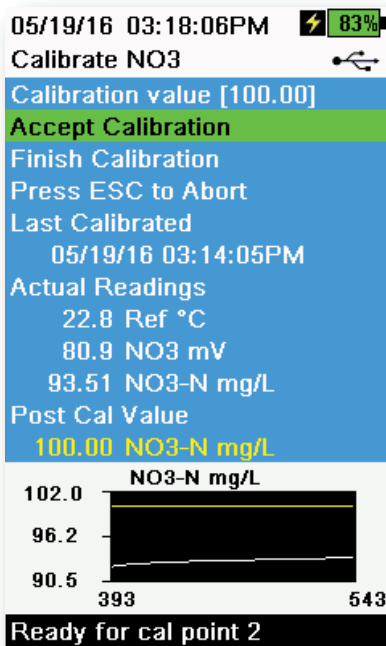 05/19/16 03:18:06PM 83%
Calibrate NO3
Calibration value [100.00]
Accept Calibration
Finish Calibration
Press ESC to Abort
Last Calibrated
05/19/16 03:14:05PM
Actual Readings
22.8 Ref °C
80.9 NO3 mV
93.51 NO3-N mg/L
Post Cal Value
100.00 NO3-N mg/L
NO3-N mg/L
102.0
96.2
90.5
393 543
Ready for cal point 2